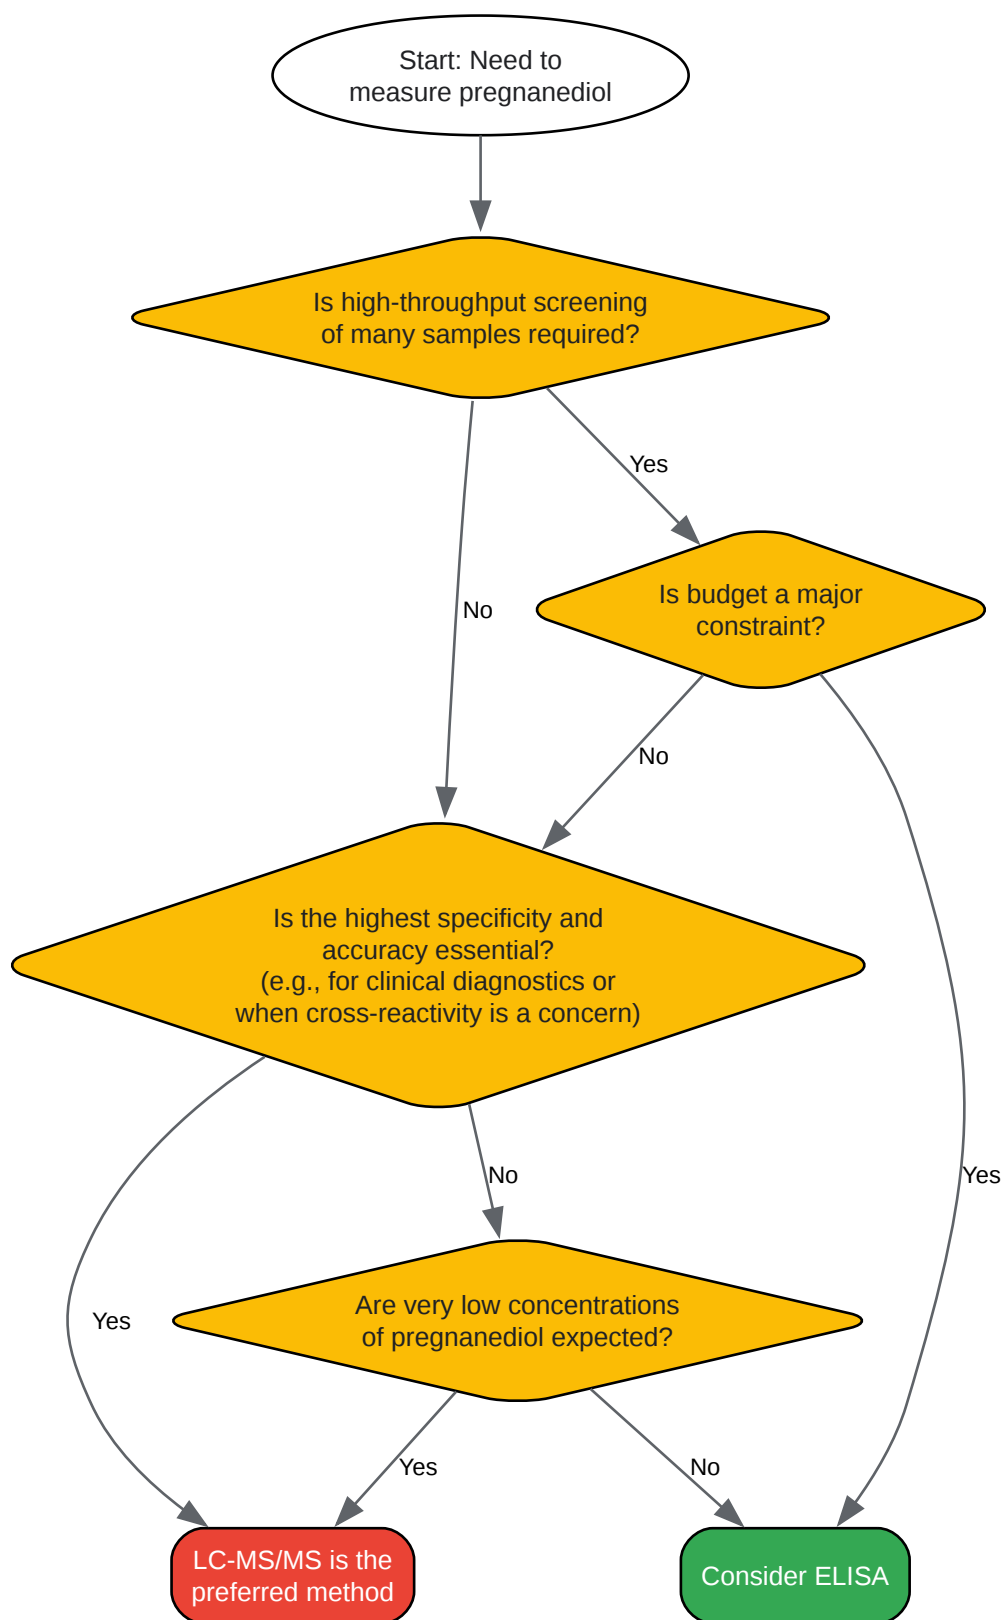 Start: Need to
measure pregnanediol
Is high-throughput screening
of many samples required?
Yes
Is budget a major
constraint?
No
No
Is the highest specificity and
accuracy essential?
(e.g., for clinical diagnostics or
when cross-reactivity is a concern)
No
Yes
Are very low concentrations
of pregnanediol expected?
Yes
Yes
No
LC-MS/MS is the
preferred method
Consider ELISA